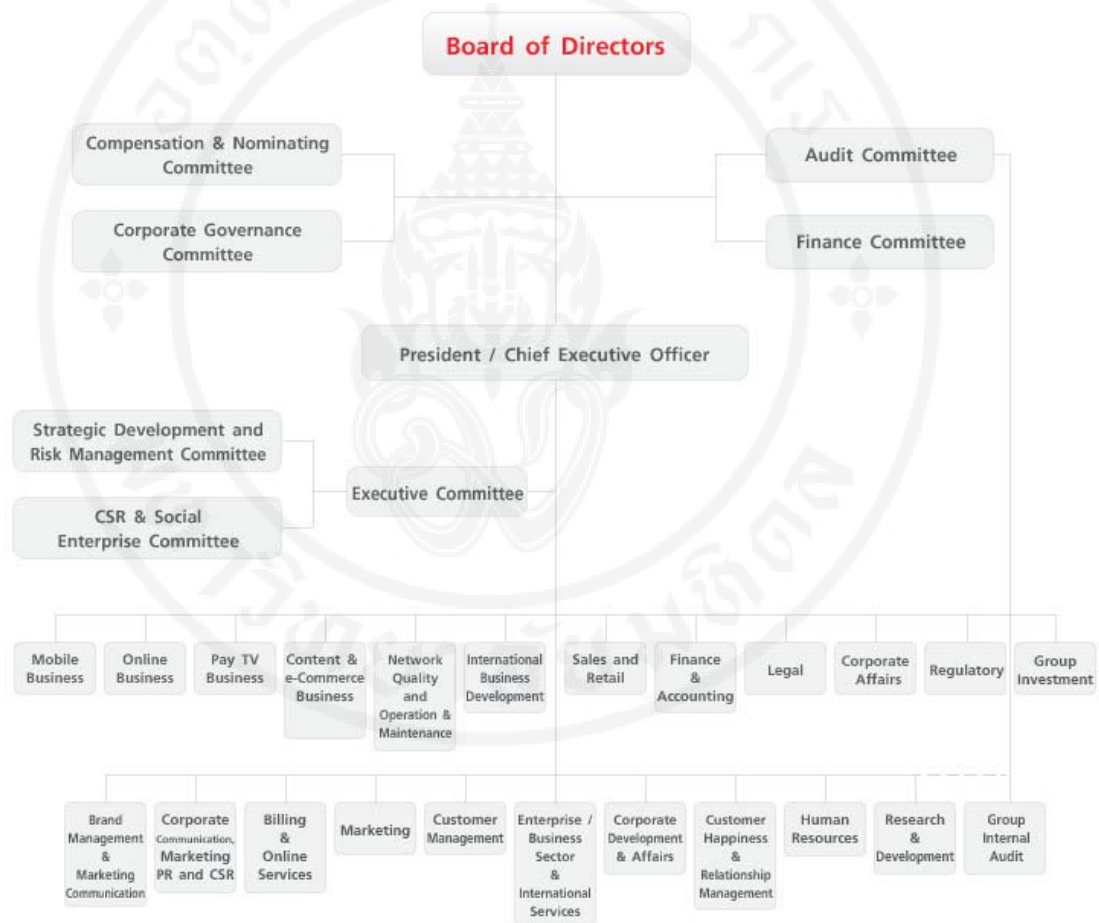 Board of Directors
Compensation & Nominating
Committee
Audit Committee
Corporate Governance
Committee
Finance Committee
President / Chief Executive Officer
Strategic Development and
Risk Management Committee
Executive Committee
CSR & Social
Enterprise Committee
Mobile
Business
Online
Business
Pay TV
Business
Content &
e-Commerce
Business
Network
Quality
and
Operation &
Maintenance
International
Business
Development
Sales and
Retail
Finance
&
Accounting
Legal
Corporate
Affairs
Regulatory
Group
Investment
Brand
Management
&
Marketing
Communication
Corporate
Communication,
Marketing
PR and CSR
Billing
&
Online
Services
Marketing
Customer
Management
Enterprise /
Business
Sector
&
International
Services
Corporate
Development
& Affairs
Customer
Happiness
&
Relationship
Management
Human
Resources
Research
&
Development
Group
Internal
Audit